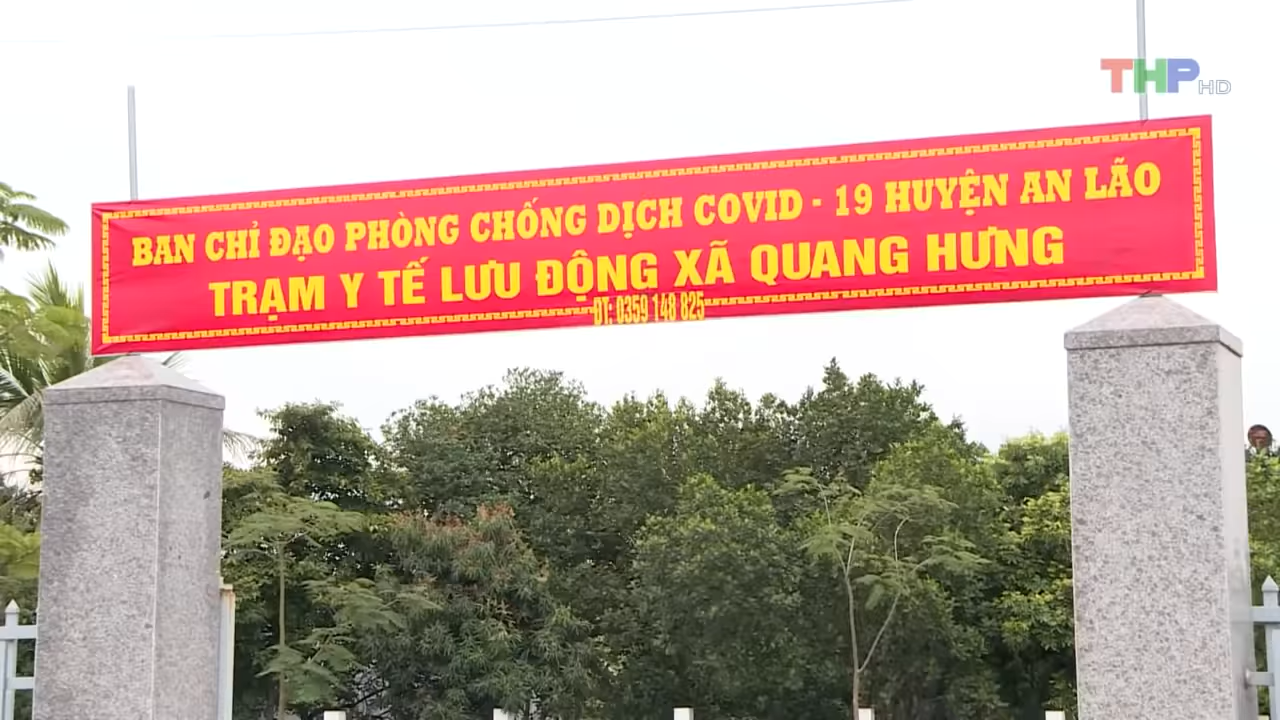 THP HD
BAN CHỈ ĐẠO PHÒNG CHỐNG DỊCH COVID - 19 HUYỆN AN LÃO
TRẠM Y TẾ LƯU ĐỘNG XÃ QUANG HƯNG
ĐT: 0359 148 825